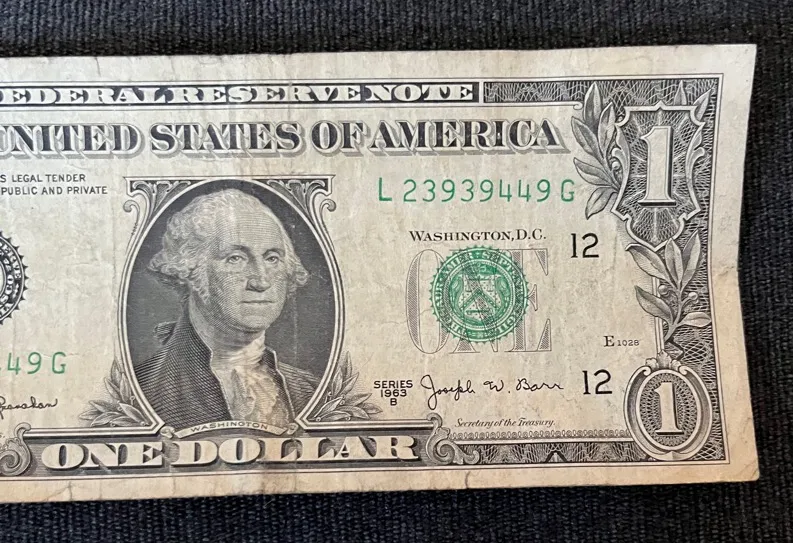 FEDERAL RESERVE NOTE
UNITED STATES OF AMERICA
S LEGAL TENDER
PUBLIC AND PRIVATE
L 23939449 G
WASHINGTON, D.C.
12
ONE
1
E 1028
49 G
SERIES
1963
B
Joseph W. Barr
12
Secretary of the Treasury.
WASHINGTON
ONE DOLLAR
1